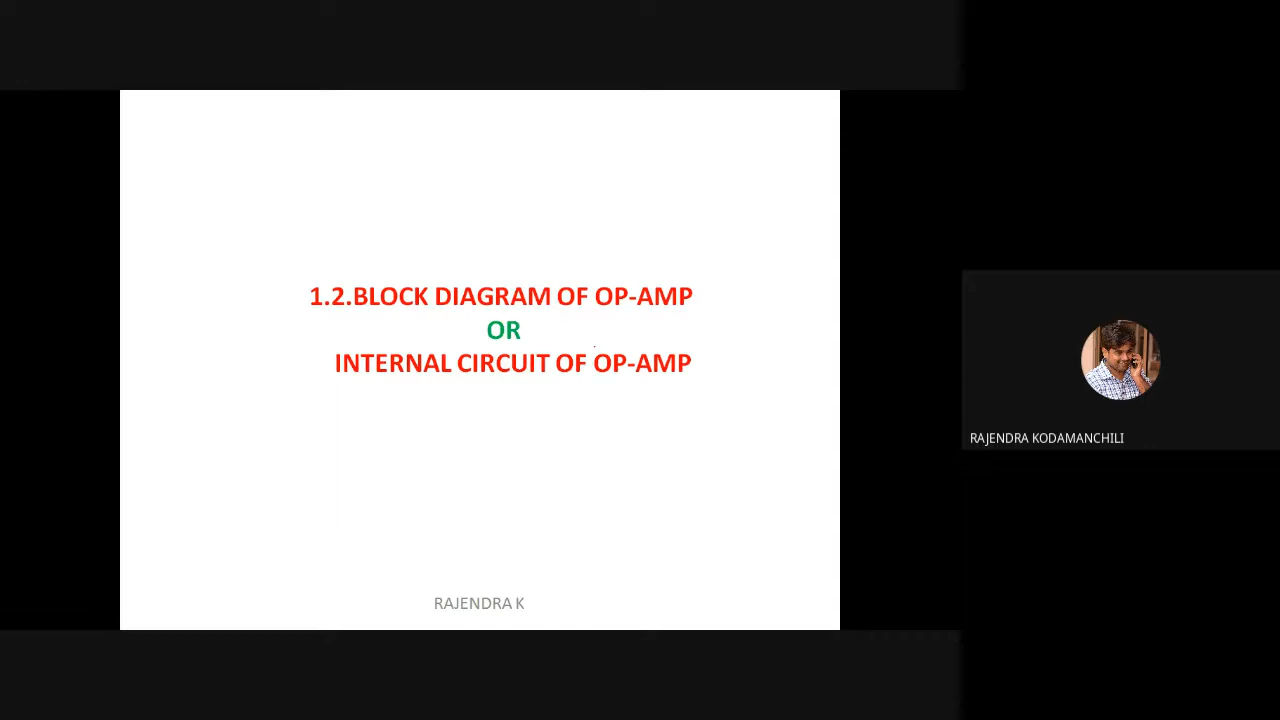 1.2.BLOCK DIAGRAM OF OP-AMP
OR
INTERNAL CIRCUIT OF OP-AMP
RAJENDRA K
RAJENDRA KODAMANCHILI